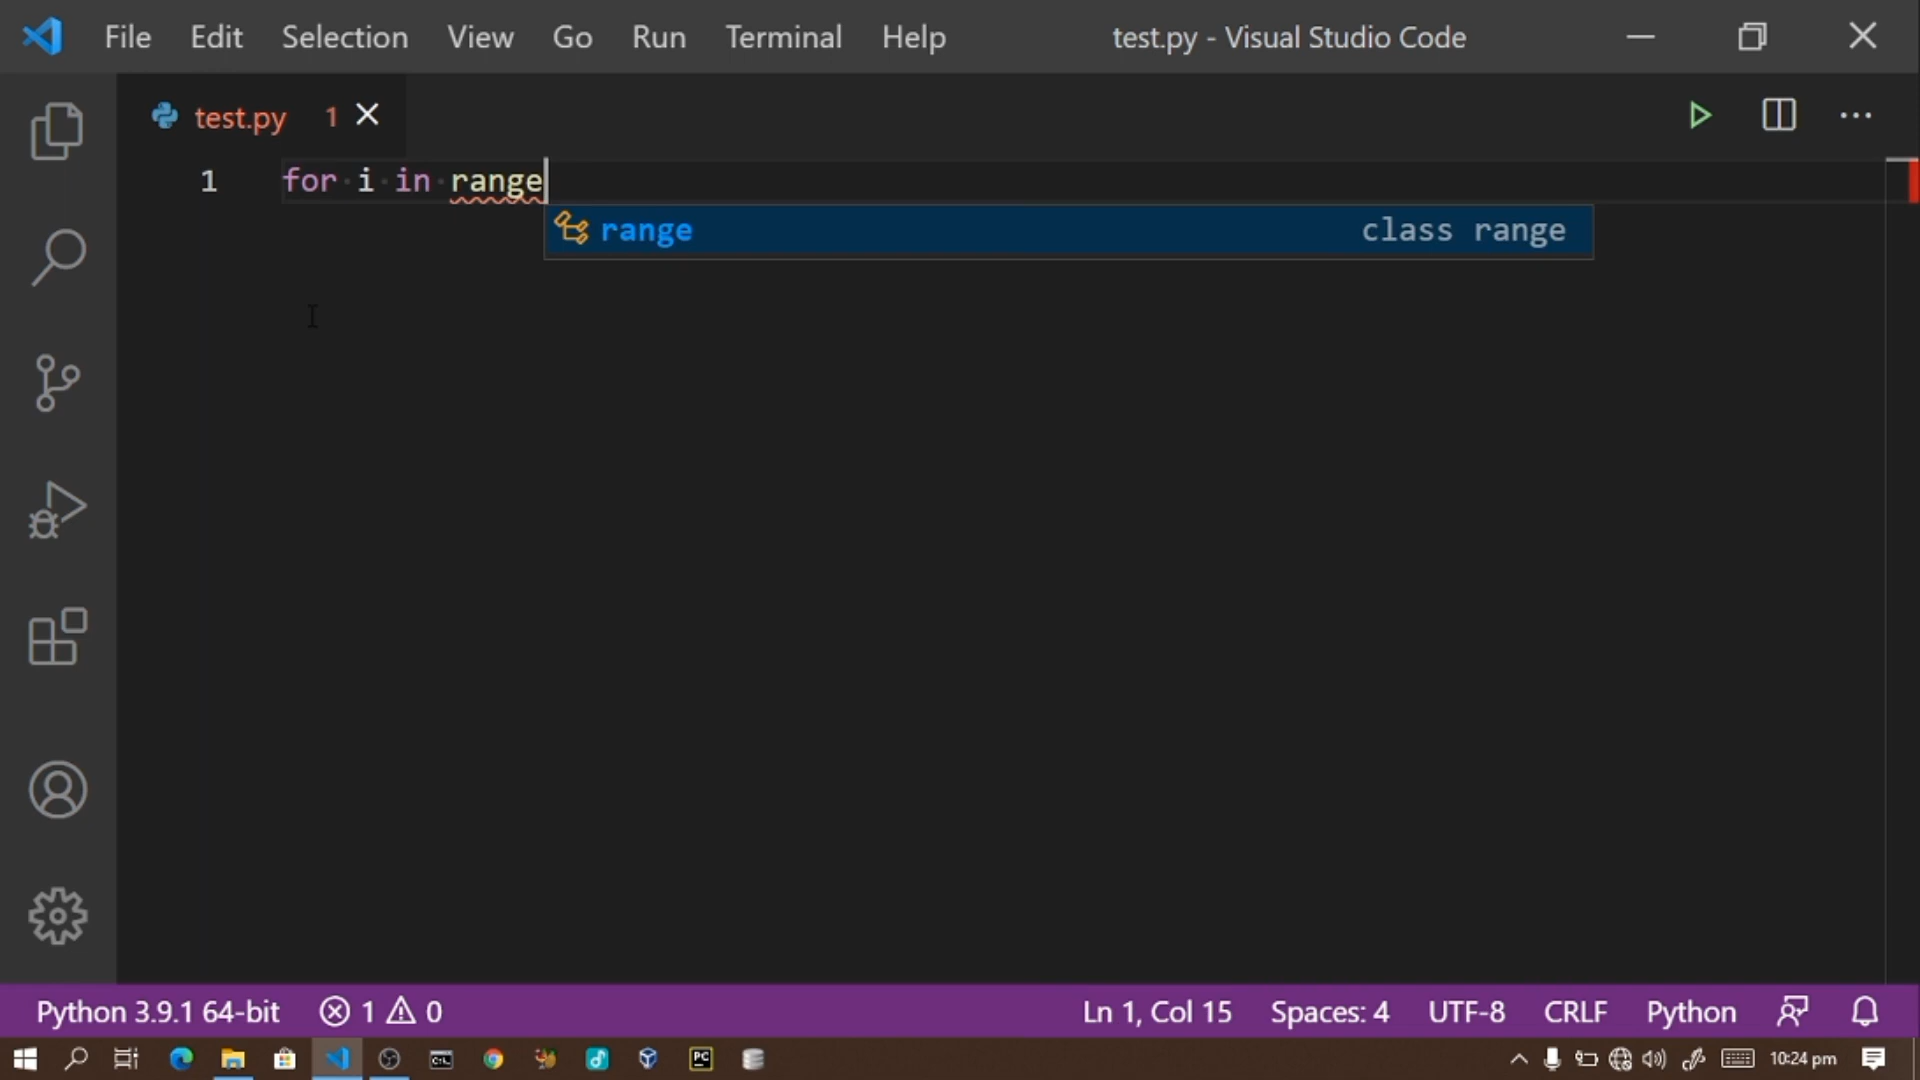 File Edit Selection View Go Run Terminal Help test.py - Visual Studio Code
test.py 1
1 for i in range
range class range
Python 3.9.1 64-bit 1 0 Ln 1, Col 15 Spaces: 4 UTF-8 CRLF Python
PC 10:24 pm